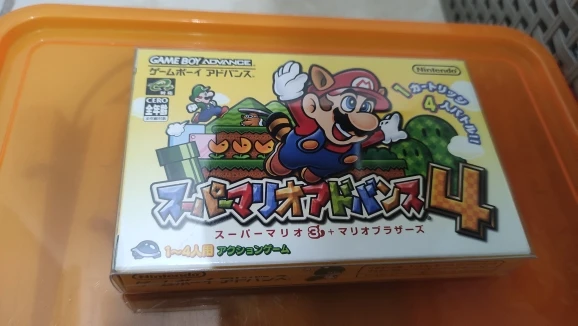 GAME BOY ADVANCE
ゲームボーイ アドバンス
Nintendo
CERO
全年齢
1カートリッジ
4人バトル!!
スーパーマリオアドバンス4
スーパーマリオ3+マリオブラザーズ
1〜4人用 アクションゲーム
Nintendo